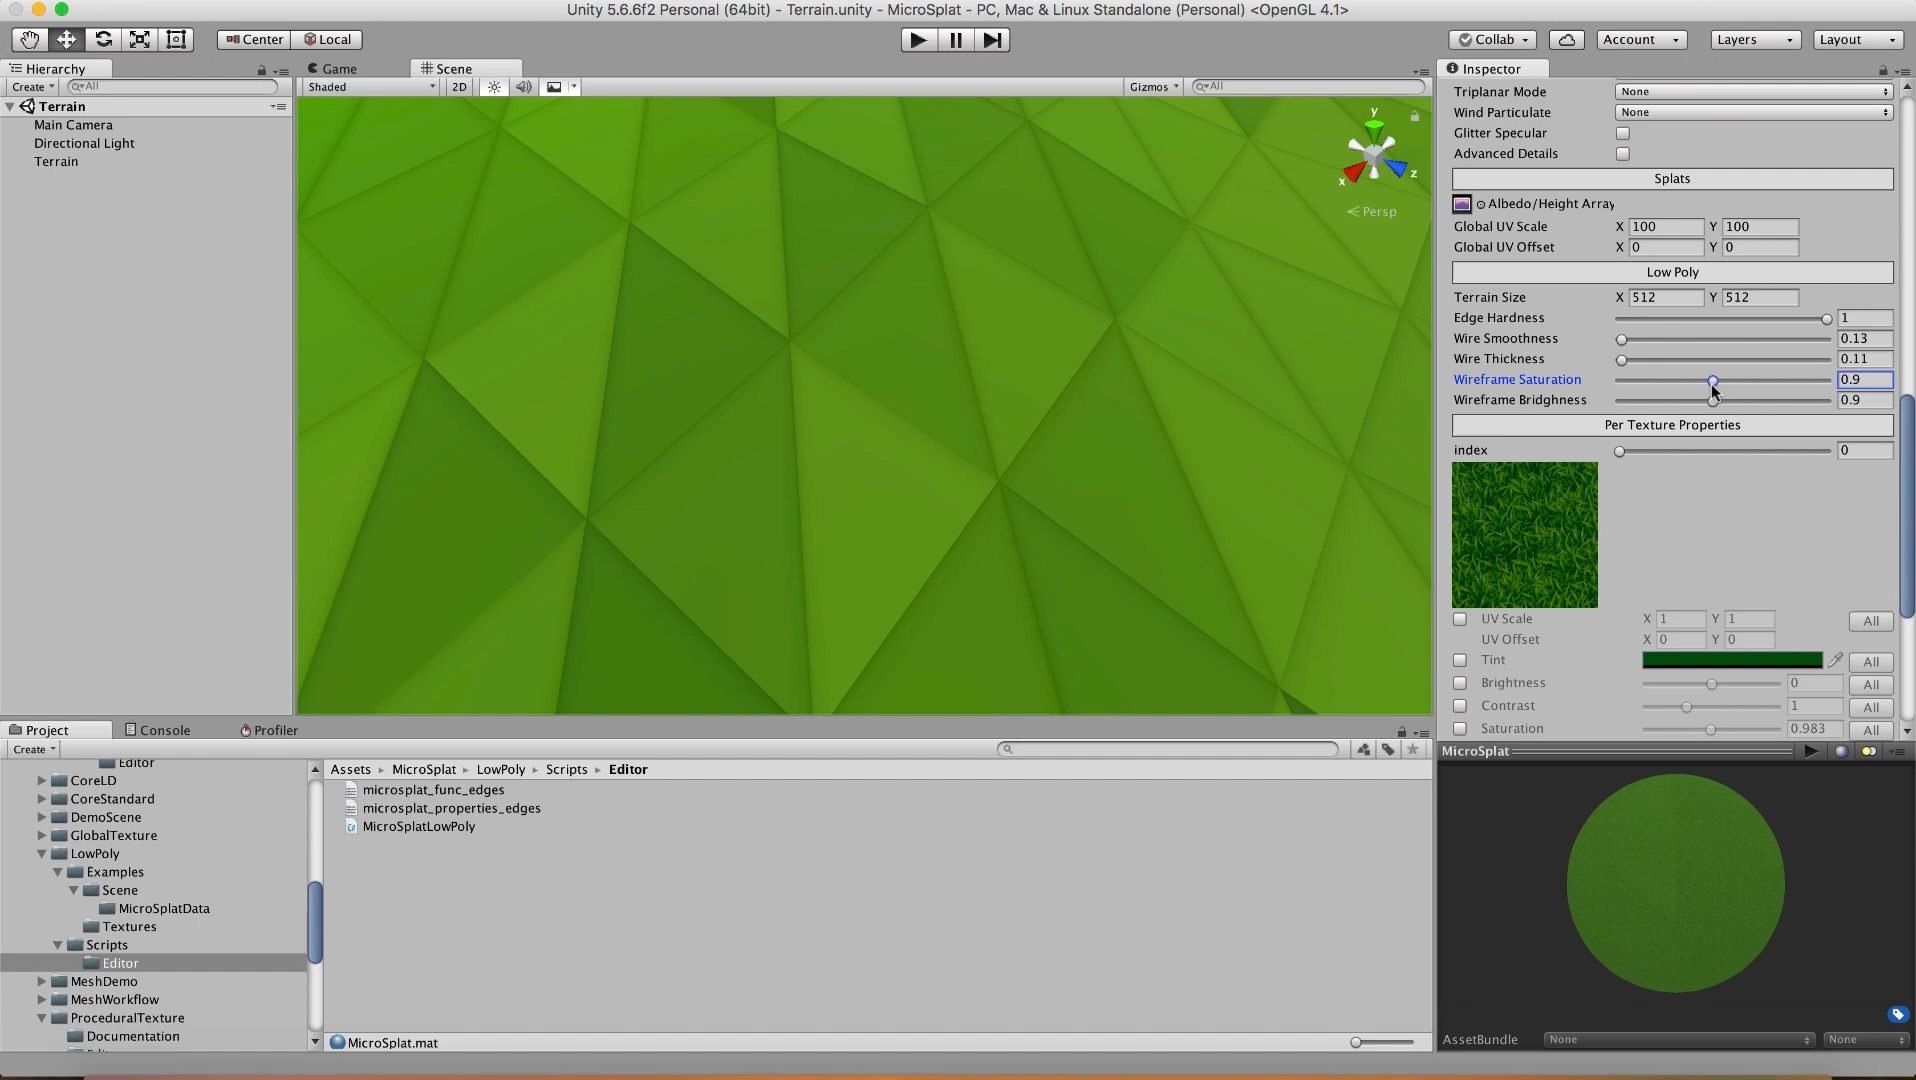 Unity 5.6.6f2 Personal (64bit) - Terrain.unity - MicroSplat - PC, Mac & Linux Standalone (Personal) <OpenGL 4.1>
Center Local
Collab Account Layers Layout
Hierarchy
Create All
Terrain
Main Camera
Directional Light
Terrain
Game Scene
Shaded 2D Gizmos All
y
x z
Persp
Inspector
Triplanar Mode None
Wind Particulate None
Glitter Specular
Advanced Details
Splats
Albedo/Height Array
Global UV Scale X 100 Y 100
Global UV Offset X 0 Y 0
Low Poly
Terrain Size X 512 Y 512
Edge Hardness 1
Wire Smoothness 0.13
Wire Thickness 0.11
Wireframe Saturation 0.9
Wireframe Bridghness 0.9
Per Texture Properties
index 0
UV Scale X 1 Y 1 All
UV Offset X 0 Y 0
Tint All
Brightness 0 All
Contrast 1 All
Saturation 0.983 All
MicroSplat
AssetBundle None None
Project Console Profiler
Create
Editor
CoreLD
CoreStandard
DemoScene
GlobalTexture
LowPoly
Examples
Scene
MicroSplatData
Textures
Scripts
Editor
MeshDemo
MeshWorkflow
ProceduralTexture
Documentation
Assets MicroSplat LowPoly Scripts Editor
microsplat_func_edges
microsplat_properties_edges
MicroSplatLowPoly
MicroSplat.mat